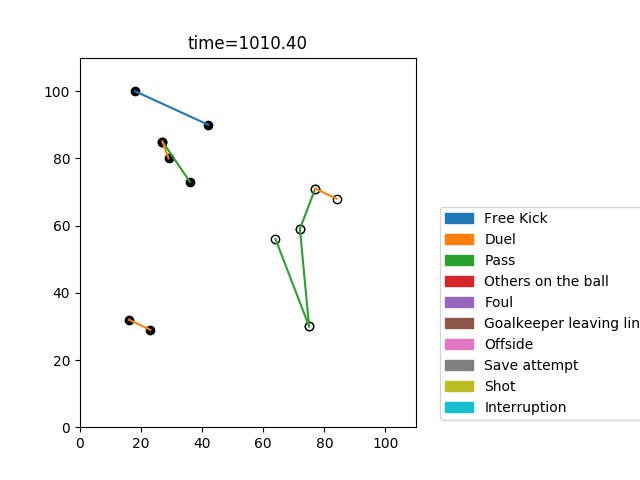 time=1010.40
100
80
60
40
20
0
0 20 40 60 80 100
Free Kick
Duel
Pass
Others on the ball
Foul
Goalkeeper leaving lin
Offside
Save attempt
Shot
Interruption